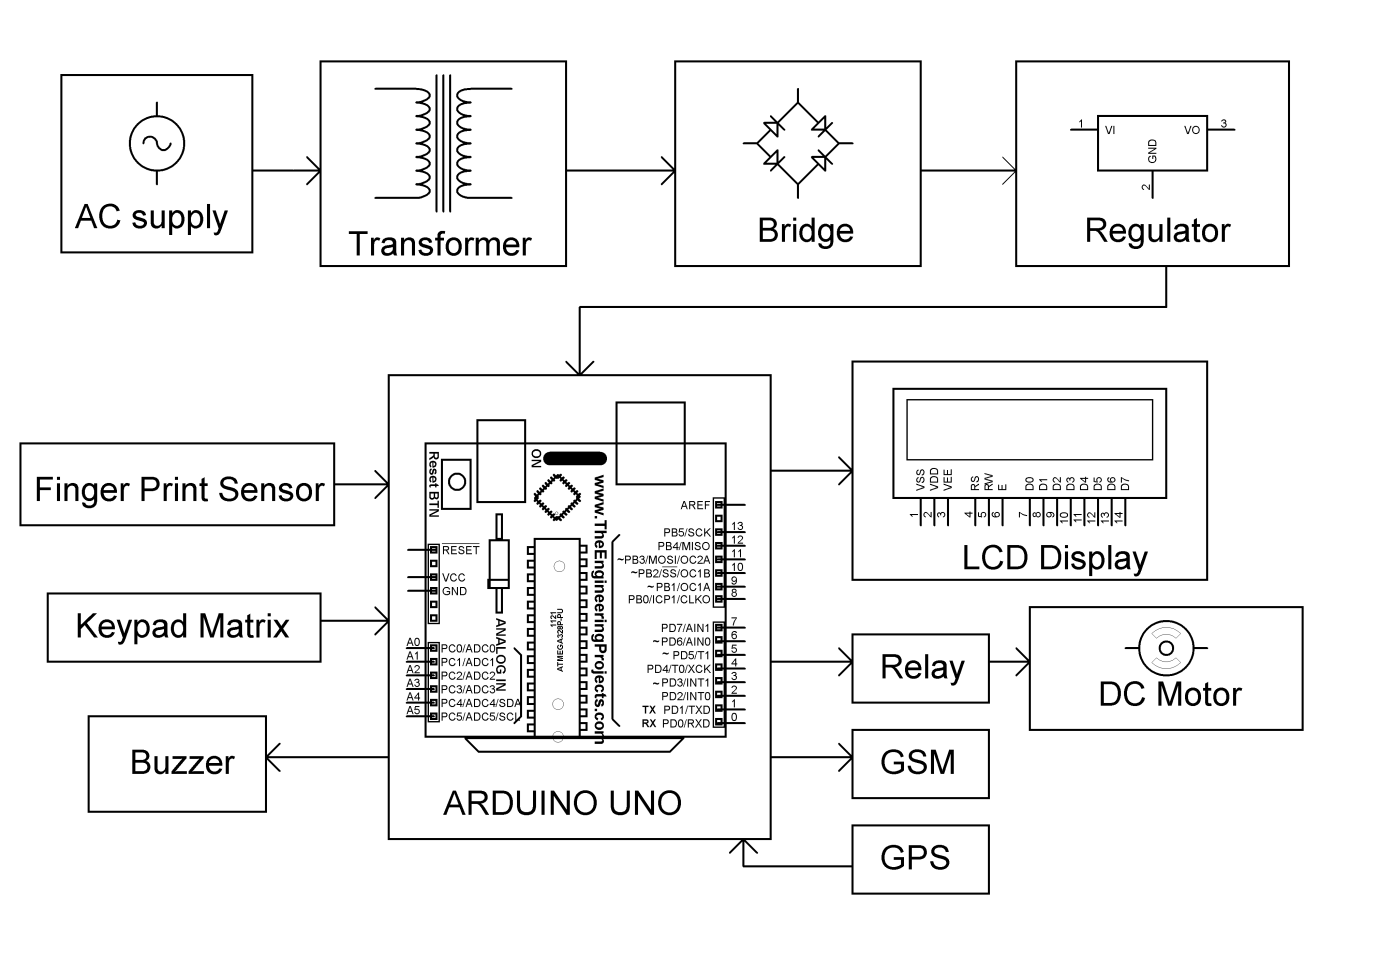 AC supply
Transformer
Bridge
1
VI
VO
3
GND
2
Regulator
Finger Print Sensor
Keypad Matrix
Buzzer
Reset BTN
ON
www.TheEngineeringProjects.com
RESET
VCC
GND
A0 PC0/ADC0
A1 PC1/ADC1
A2 PC2/ADC2
A3 PC3/ADC3
A4 PC4/ADC4/SDA
A5 PC5/ADC5/SCL
ANALOG IN
1121
ATMEGA328P-PU
AREF
PB5/SCK 13
PB4/MISO 12
~PB3/MOSI/OC2A 11
~PB2/SS/OC1B 10
~PB1/OC1A 9
PB0/ICP1/CLKO 8
PD7/AIN1 7
~PD6/AIN0 6
~PD5/T1 5
PD4/T0/XCK 4
~PD3/INT1 3
PD2/INT0 2
TX PD1/TXD 1
RX PD0/RXD 0
ARDUINO UNO
VSS VDD VEE RS RW E D0 D1 D2 D3 D4 D5 D6 D7
1 2 3 4 5 6 7 8 9 10 11 12 13 14
LCD Display
Relay
DC Motor
GSM
GPS